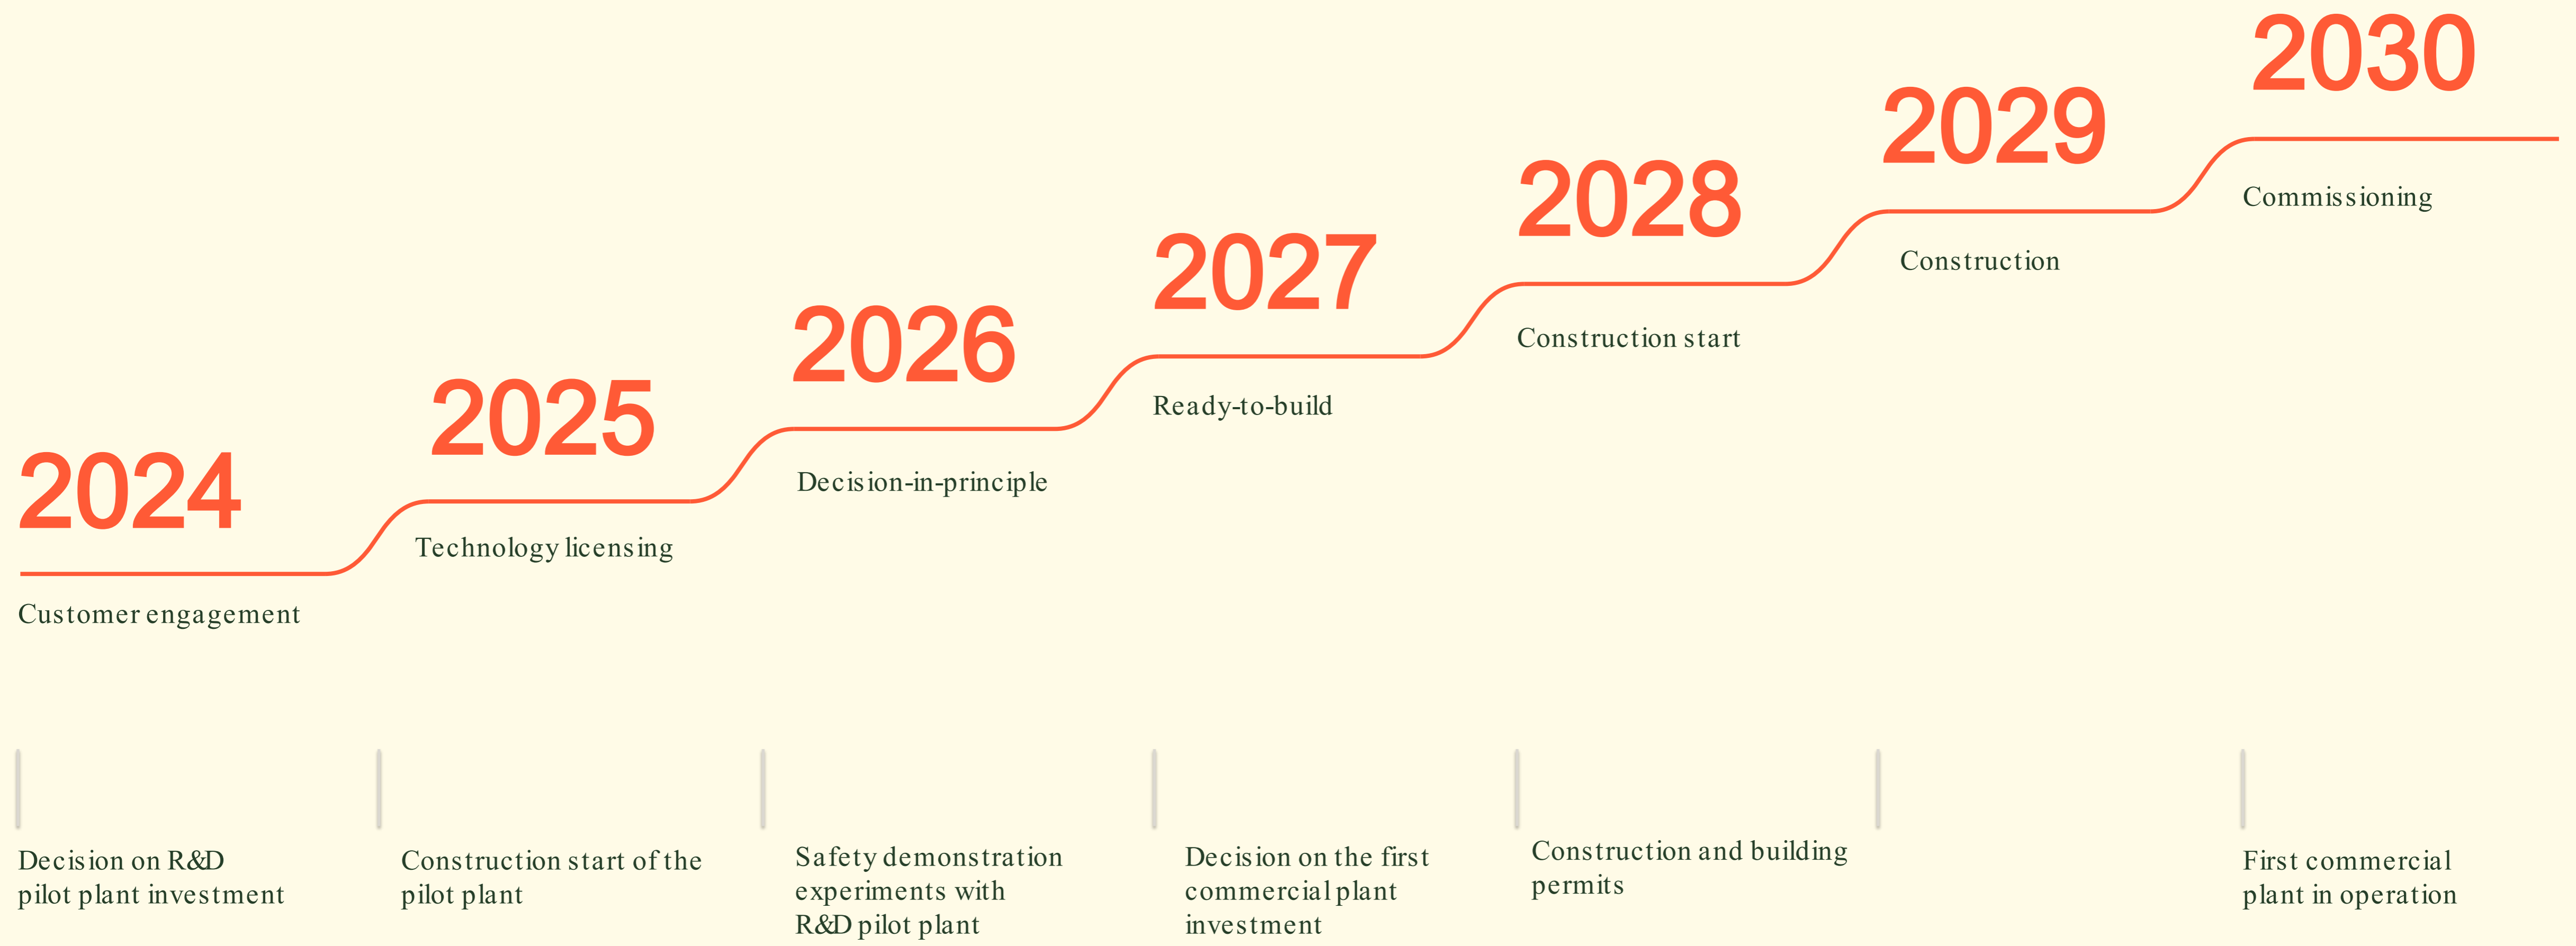 2024
Customer engagement
2025
Technology licensing
2026
Decision-in-principle
2027
Ready-to-build
2028
Construction start
2029
Construction
2030
Commissioning
Decision on R&D
pilot plant investment
Construction start of the
pilot plant
Safety demonstration
experiments with
R&D pilot plant
Decision on the first
commercial plant
investment
Construction and building
permits
First commercial
plant in operation